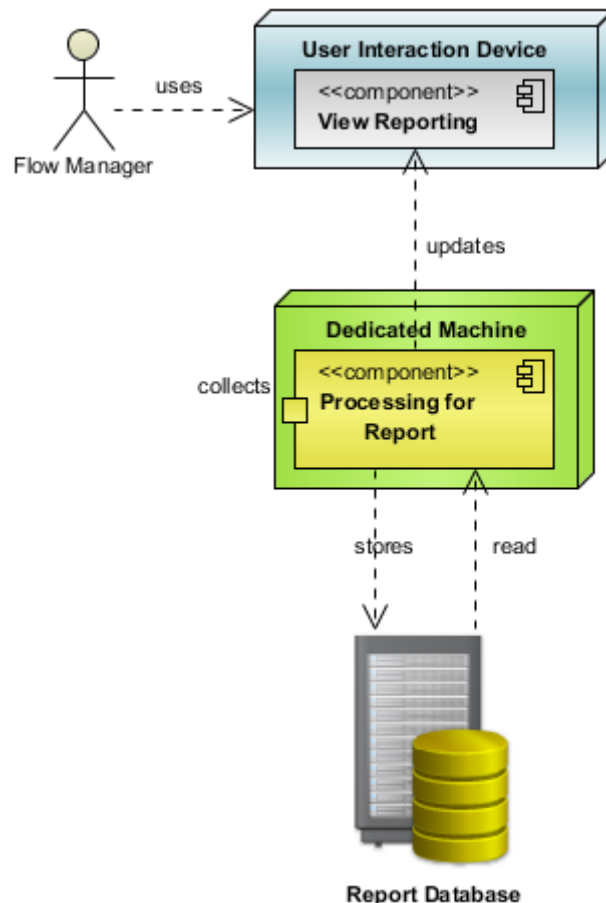 User Interaction Device
<<component>>
View Reporting
uses
Flow Manager
updates
Dedicated Machine
<<component>>
collects
Processing for
Report
stores
read
Report Database